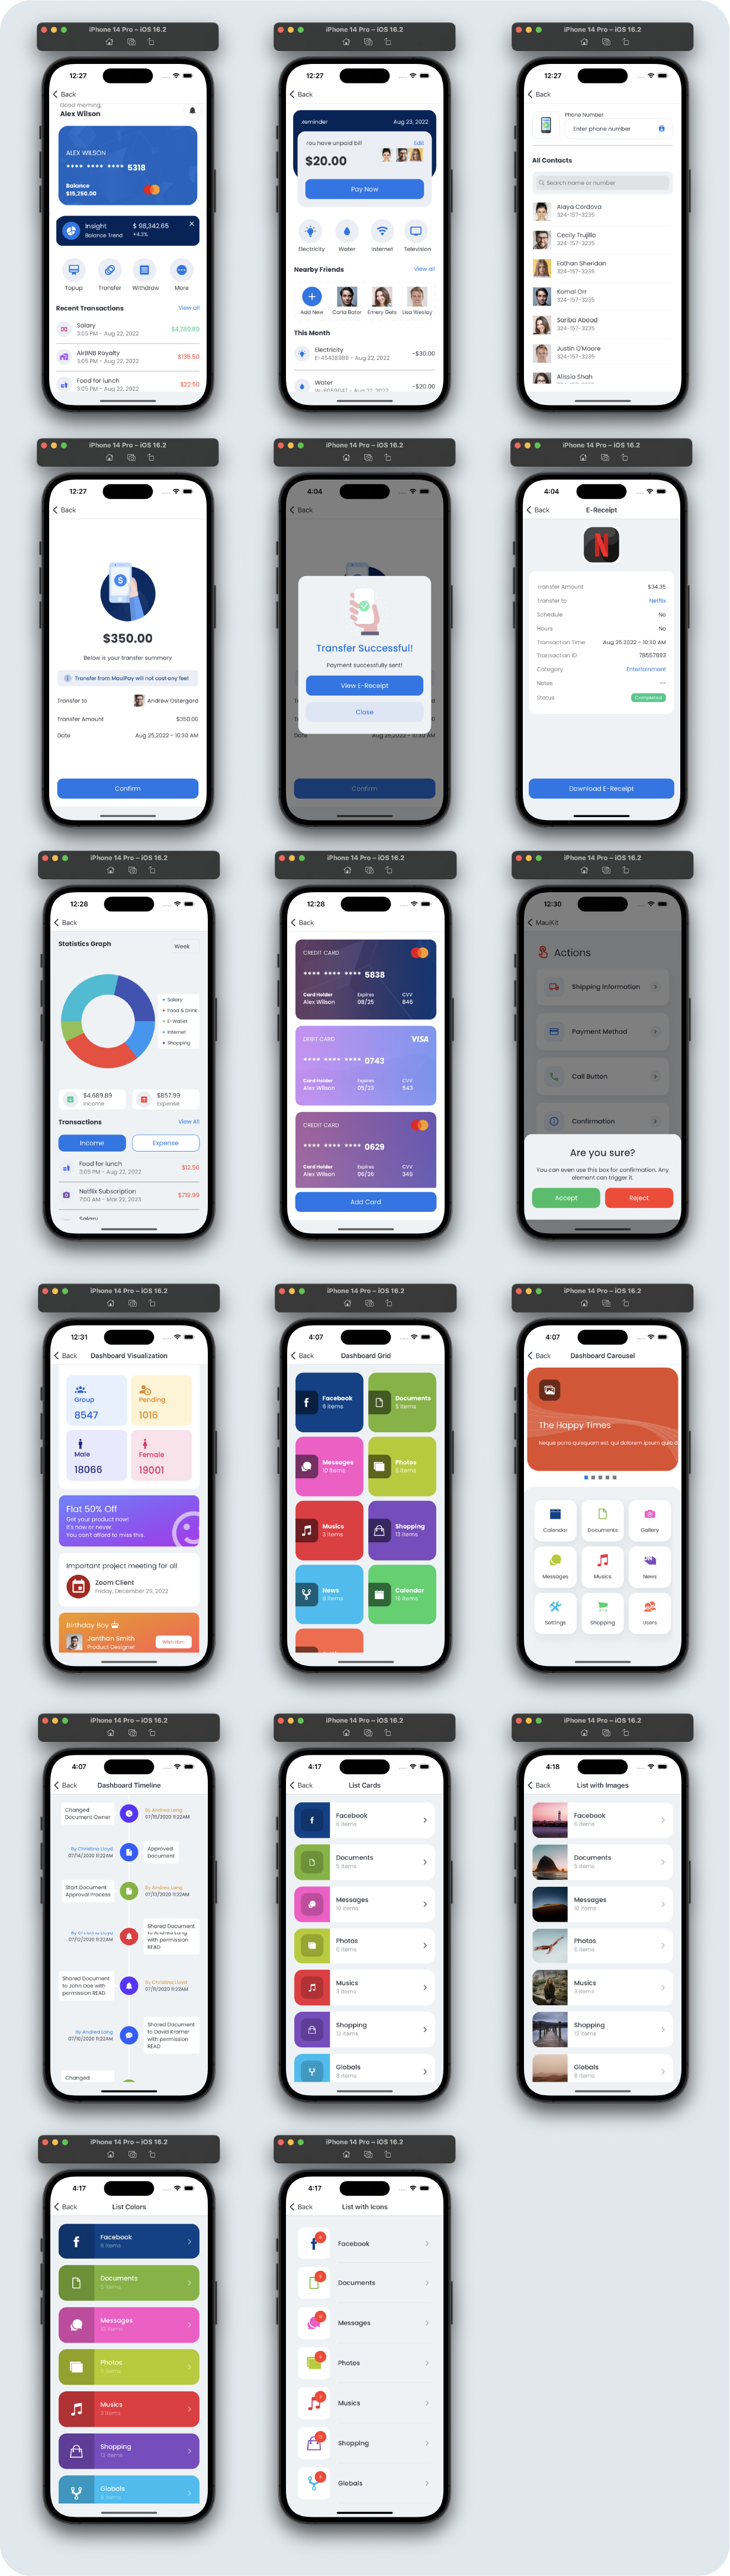 iPhone 14 Pro – iOS 16.2
12:27
Back
Good morning,
Alex Wilson
ALEX WILSON
**** **** **** 5318
Balance
$15,250.00
Insight
Balance Trend
$ 98,342.65
+4.3%
Topup
Transfer
Withdraw
More
Recent Transactions
View all
Salary
3:05 PM - Aug 22, 2022
AirBNB Royalty
3:05 PM - Aug 22, 2022
$135.50
Food for lunch
3:05 PM - Aug 22, 2022
$22.50
iPhone 14 Pro – iOS 16.2
12:27
Back
Aug 23, 2022
You have unpaid bill
Edit
$20.00
Pay Now
Electricity
Water
Internet
Television
Nearby Friends
View all
Add New
Carla Bator
Emery Gets
Lisa Weslay
This Month
Electricity
E-45438989 - Aug 22, 2022
-$30.00
Water
-$20.00
iPhone 14 Pro – iOS 16.2
12:27
Back
Phone Number
Enter phone number
All Contacts
Search name or number
Alaya Cordova
324-157-3235
Cecily Trujillo
324-157-3235
Eathan Sheridan
324-157-3235
Komal Orr
324-157-3235
Sariba Abood
324-157-3235
Justin O'Moore
324-157-3235
Alissia Shah
iPhone 14 Pro – iOS 16.2
12:27
Back
$350.00
Below is your transfer summary
Transfer from MauiPay will not cost any fee!
Transfer to
Andrew Ostergard
Transfer Amount
$350.00
Date
Aug 25,2022 - 10:30 AM
Confirm
iPhone 14 Pro – iOS 16.2
4:04
Back
Transfer Successful!
Payment successfully sent!
View E-Receipt
Close
Date
Aug 25,2022 - 10:30 AM
Confirm
iPhone 14 Pro – iOS 16.2
4:04
Back
E-Receipt
Transfer Amount
$34.35
Transfer to
Netflix
Schedule
No
Hours
No
Transaction Time
Aug 25,2022 - 10:30 AM
Transaction ID
78557693
Category
Entertainment
Notes
--
Status
Completed
Download E-Receipt
iPhone 14 Pro – iOS 16.2
12:28
Back
Statistics Graph
Week
Salary
Food & Drink
E-Wallet
Internet
Shopping
$4,689.89
Income
$857.99
Expense
Transactions
View All
Income
Expense
Food for lunch
3:05 PM - Aug 22, 2022
$12.50
Netflix Subscription
7:00 AM - Mar 22, 2023
$719.99
Salary
iPhone 14 Pro – iOS 16.2
12:28
Back
CREDIT CARD
**** **** **** 5838
Card Holder
Expires
CVV
Alex Wilson
08/25
846
DEBIT CARD
VISA
**** **** **** 0743
Card Holder
Expires
CVV
Alex Wilson
05/23
543
CREDIT CARD
**** **** **** 0629
Card Holder
Expires
CVV
Alex Wilson
06/26
346
Add Card
iPhone 14 Pro – iOS 16.2
12:30
MauiKit
Actions
Shipping Information
Payment Method
Call Button
Confirmation
Are you sure?
You can even use this box for confirmation. Any
element can trigger it.
Accept
Reject
iPhone 14 Pro – iOS 16.2
12:31
Back
Dashboard Visualization
Group
8547
Pending
1016
Male
18066
Female
19001
Flat 50% Off
Get your product now!
It's now or never.
You can't afford to miss this.
Important project meeting for all
Zoom Client
Friday, December 29, 2022
Birthday Boy
Janthan Smith
Product Designer
Wish Him
iPhone 14 Pro – iOS 16.2
4:07
Back
Dashboard Grid
Facebook
6 items
Documents
9 items
Messages
10 items
Photos
9 items
Musics
3 items
Shopping
13 items
News
8 items
Calendar
16 items
iPhone 14 Pro – iOS 16.2
4:07
Back
Dashboard Carousel
The Happy Times
Neque porro quisquam est, qui dolorem ipsum quia d
Calendar
Documents
Gallery
Messages
Musics
News
Settings
Shopping
Users
iPhone 14 Pro – iOS 16.2
4:07
Back
Dashboard Timeline
Changed
Document Owner
By Andrea Lang
07/15/2020 11:22AM
By Christina Lloyd
07/14/2020 11:22AM
Approved
Document
Start Document
Approval Process
By Andrea Lang
07/13/2020 11:22AM
By Christina Lloyd
07/12/2020 11:22AM
Shared Document
with permission
READ
Shared Document
to John Doe with
permission READ
By Christina Lloyd
07/11/2020 11:22AM
By Andrea Lang
07/10/2020 11:22AM
Shared Document
to David Kramer
with permission
READ
Changed
iPhone 14 Pro – iOS 16.2
4:17
Back
List Cards
Facebook
6 items
Documents
5 items
Messages
10 items
Photos
6 items
Musics
3 items
Shopping
13 items
Globals
8 items
iPhone 14 Pro – iOS 16.2
4:18
Back
List with Images
Facebook
6 items
Documents
5 items
Messages
10 items
Photos
6 items
Musics
3 items
Shopping
13 items
Globals
8 items
iPhone 14 Pro – iOS 16.2
4:17
Back
List Colors
Facebook
6 items
Documents
5 items
Messages
10 items
Photos
6 items
Musics
3 items
Shopping
13 items
Globals
8 items
iPhone 14 Pro – iOS 16.2
4:17
Back
List with Icons
Facebook
Documents
Messages
Photos
Musics
Shopping
Globals